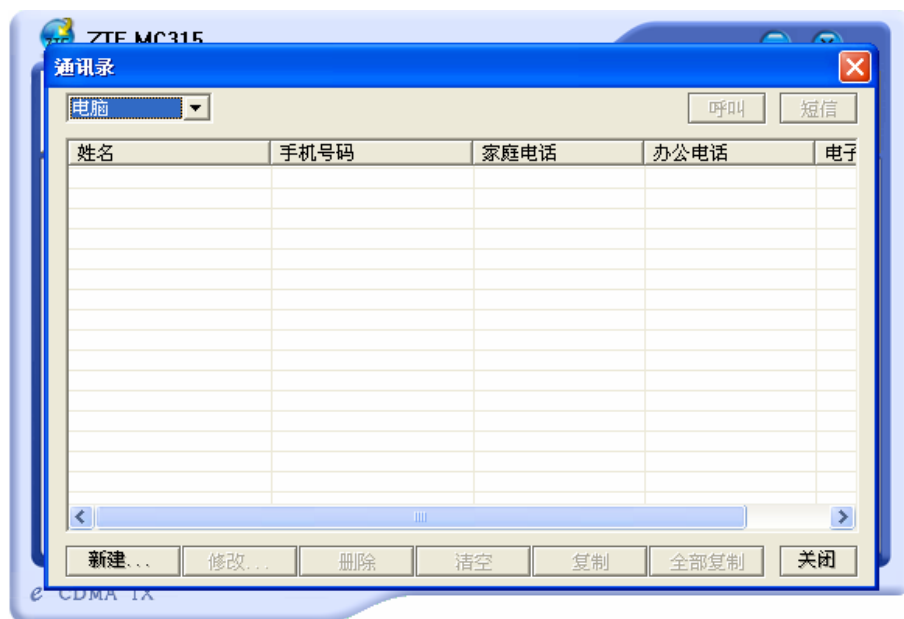 ZTE MC315
通讯录
电脑 呼叫 短信
姓名 手机号码 家庭电话 办公电话 电子
新建... 修改... 删除 清空 复制 全部复制 关闭
e CDMA 1X